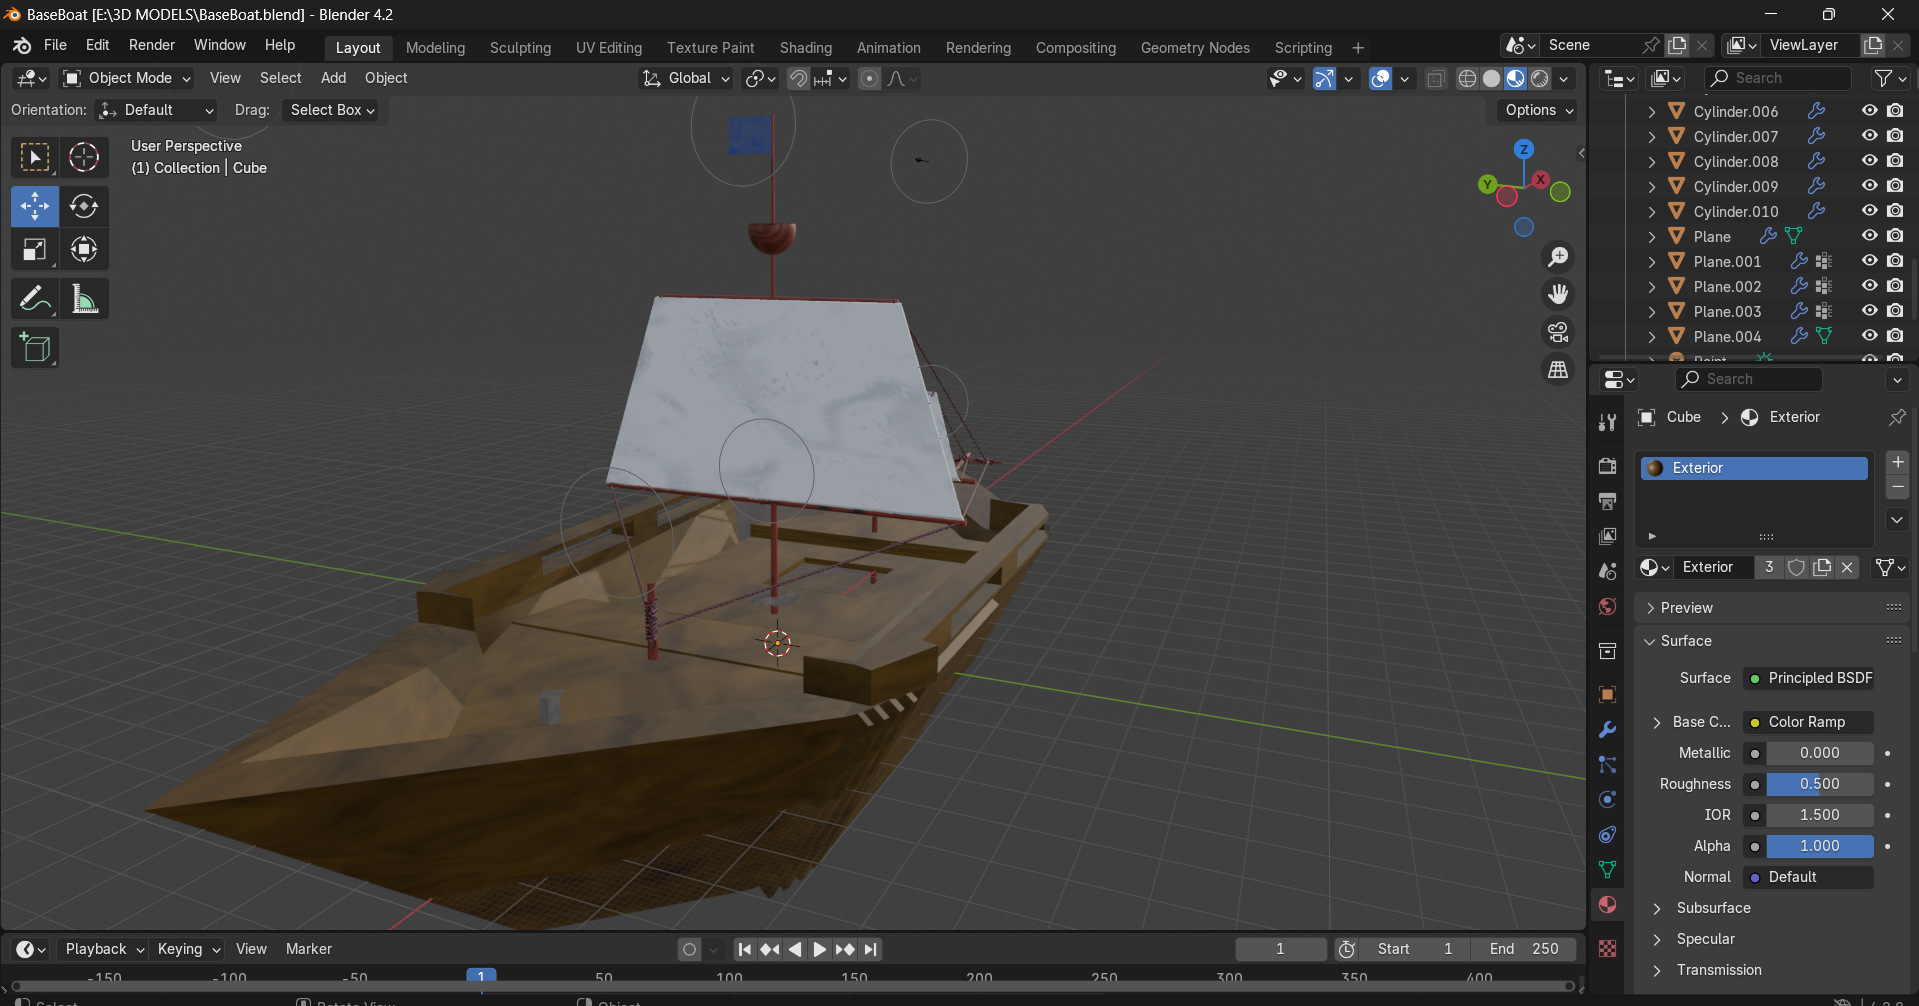 BaseBoat [E:\3D MODELS\BaseBoat.blend] - Blender 4.2
File Edit Render Window Help Layout Modeling Sculpting UV Editing Texture Paint Shading Animation Rendering Compositing Geometry Nodes Scripting + Scene ViewLayer
Object Mode View Select Add Object Global Search
Orientation: Default Drag: Select Box Options
User Perspective
(1) Collection | Cube
Z
Y X
Cylinder.006
Cylinder.007
Cylinder.008
Cylinder.009
Cylinder.010
Plane
Plane.001
Plane.002
Plane.003
Plane.004
Point
Search
Cube > Exterior
Exterior
Exterior 3
Preview
Surface
Surface Principled BSDF
Base C... Color Ramp
Metallic 0.000
Roughness 0.500
IOR 1.500
Alpha 1.000
Normal Default
Subsurface
Specular
Transmission
Playback Keying View Marker 1 Start 1 End 250
-150 -100 -50 1 50 100 150 200 250 300 350 400
Select Rotate View Object